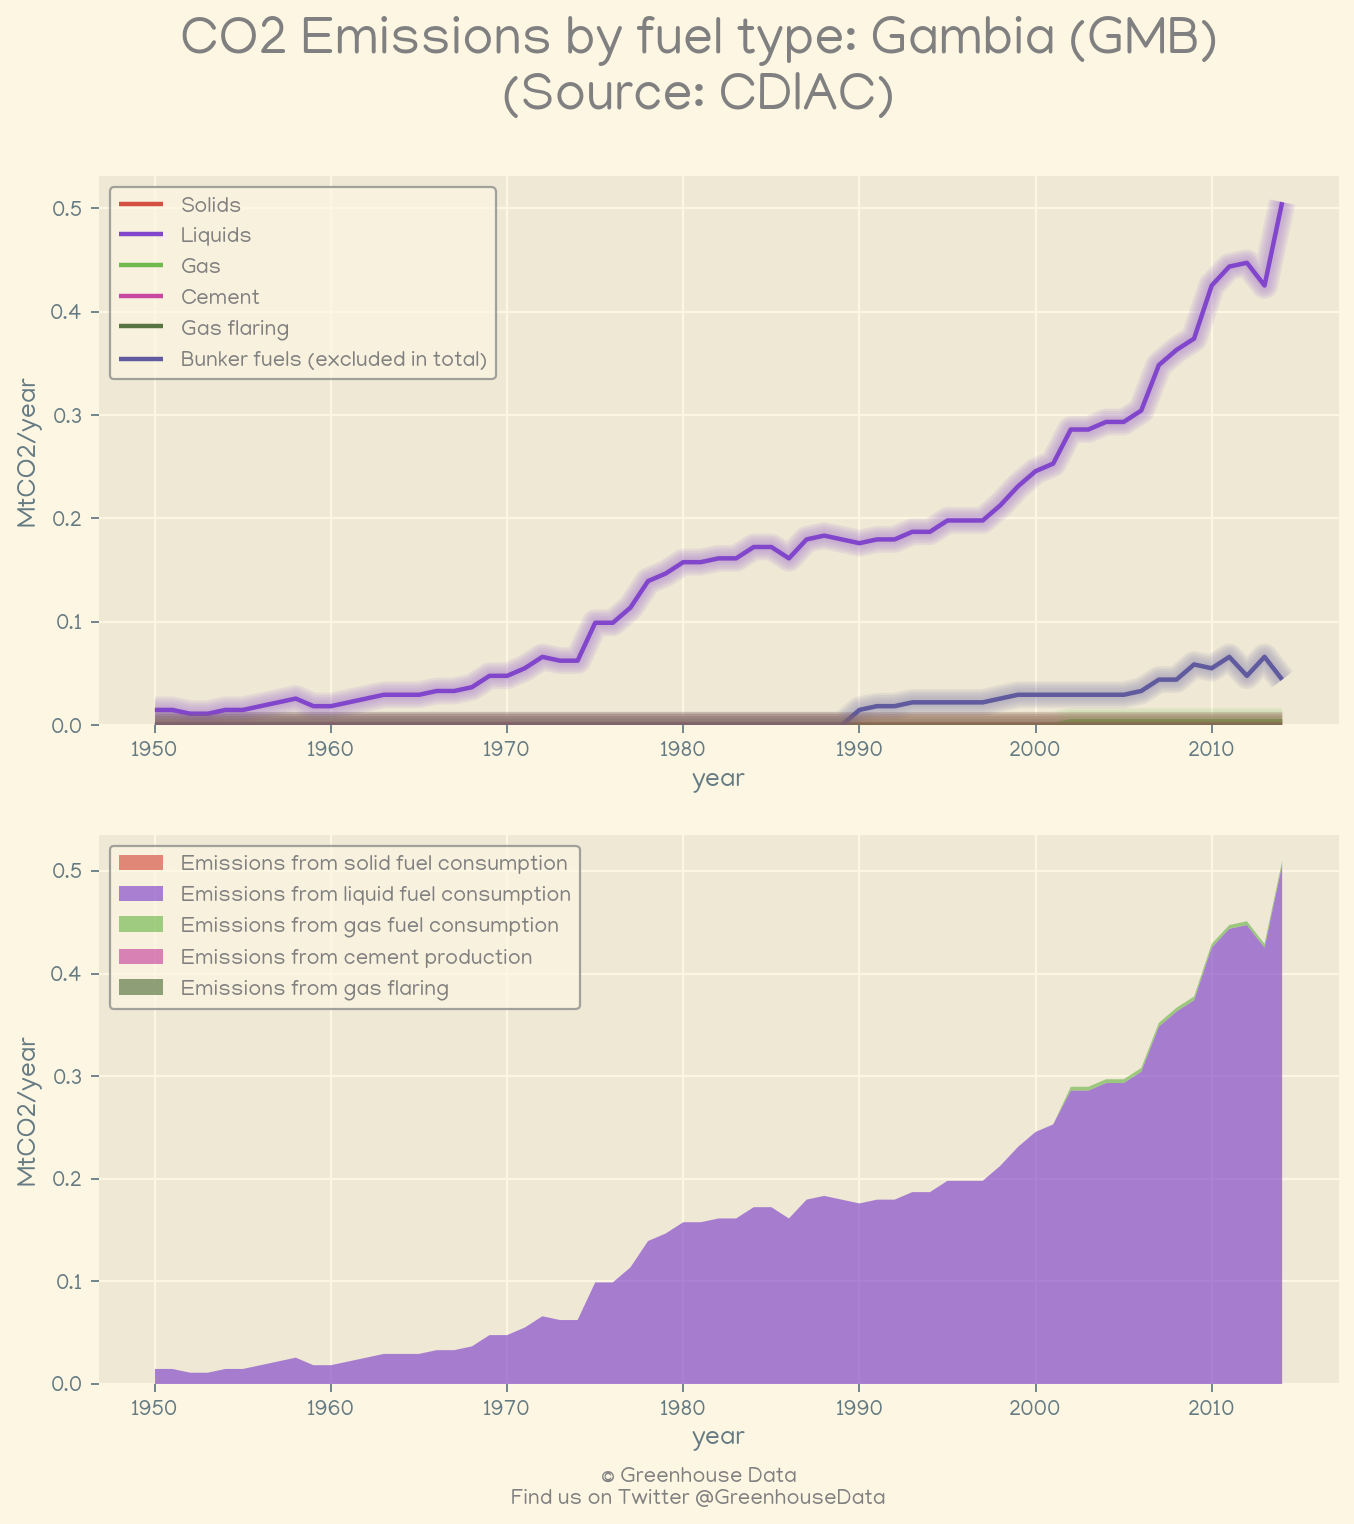 CO2 Emissions by fuel type: Gambia (GMB)
(Source: CDIAC)
Solids
Liquids
Gas
Cement
Gas flaring
Bunker fuels (excluded in total)
0.5
0.4
0.3
0.2
0.1
0.0
MtCO2/year
1950 1960 1970 1980 1990 2000 2010
year
Emissions from solid fuel consumption
Emissions from liquid fuel consumption
Emissions from gas fuel consumption
Emissions from cement production
Emissions from gas flaring
0.5
0.4
0.3
0.2
0.1
0.0
MtCO2/year
1950 1960 1970 1980 1990 2000 2010
year
© Greenhouse Data
Find us on Twitter @GreenhouseData